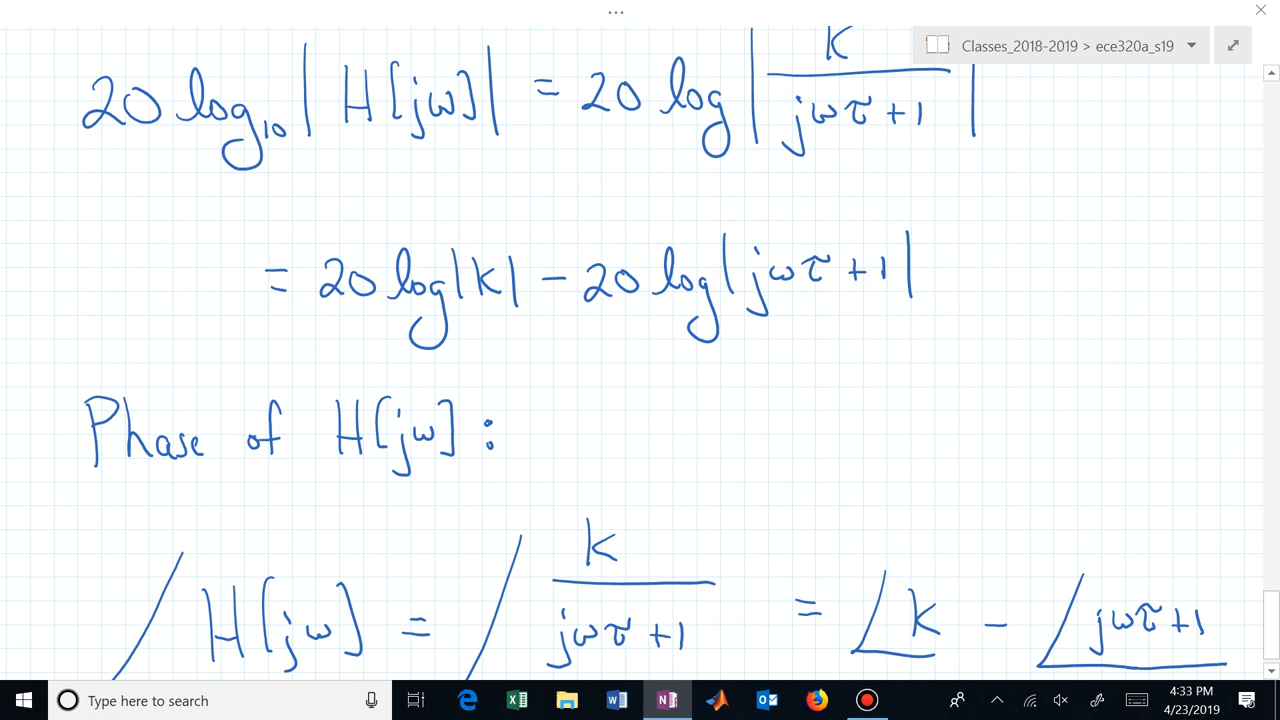 Classes_2018-2019 > ece320a_s19
20 log₁₀ |H[jω]| = 20 log |K / (jωτ + 1)|
= 20 log|K| − 20 log|jωτ + 1|
Phase of H[jω] :
∠H[jω] = ∠K / (jωτ + 1) = ∠K − ∠jωτ + 1
Type here to search
4:33 PM
4/23/2019